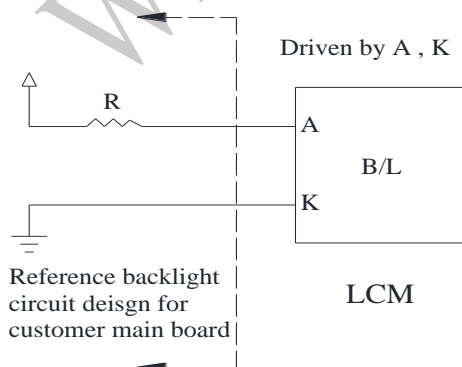 Driven by A , K
R
A
B/L
K
Reference backlight
circuit deisgn for
customer main board
LCM